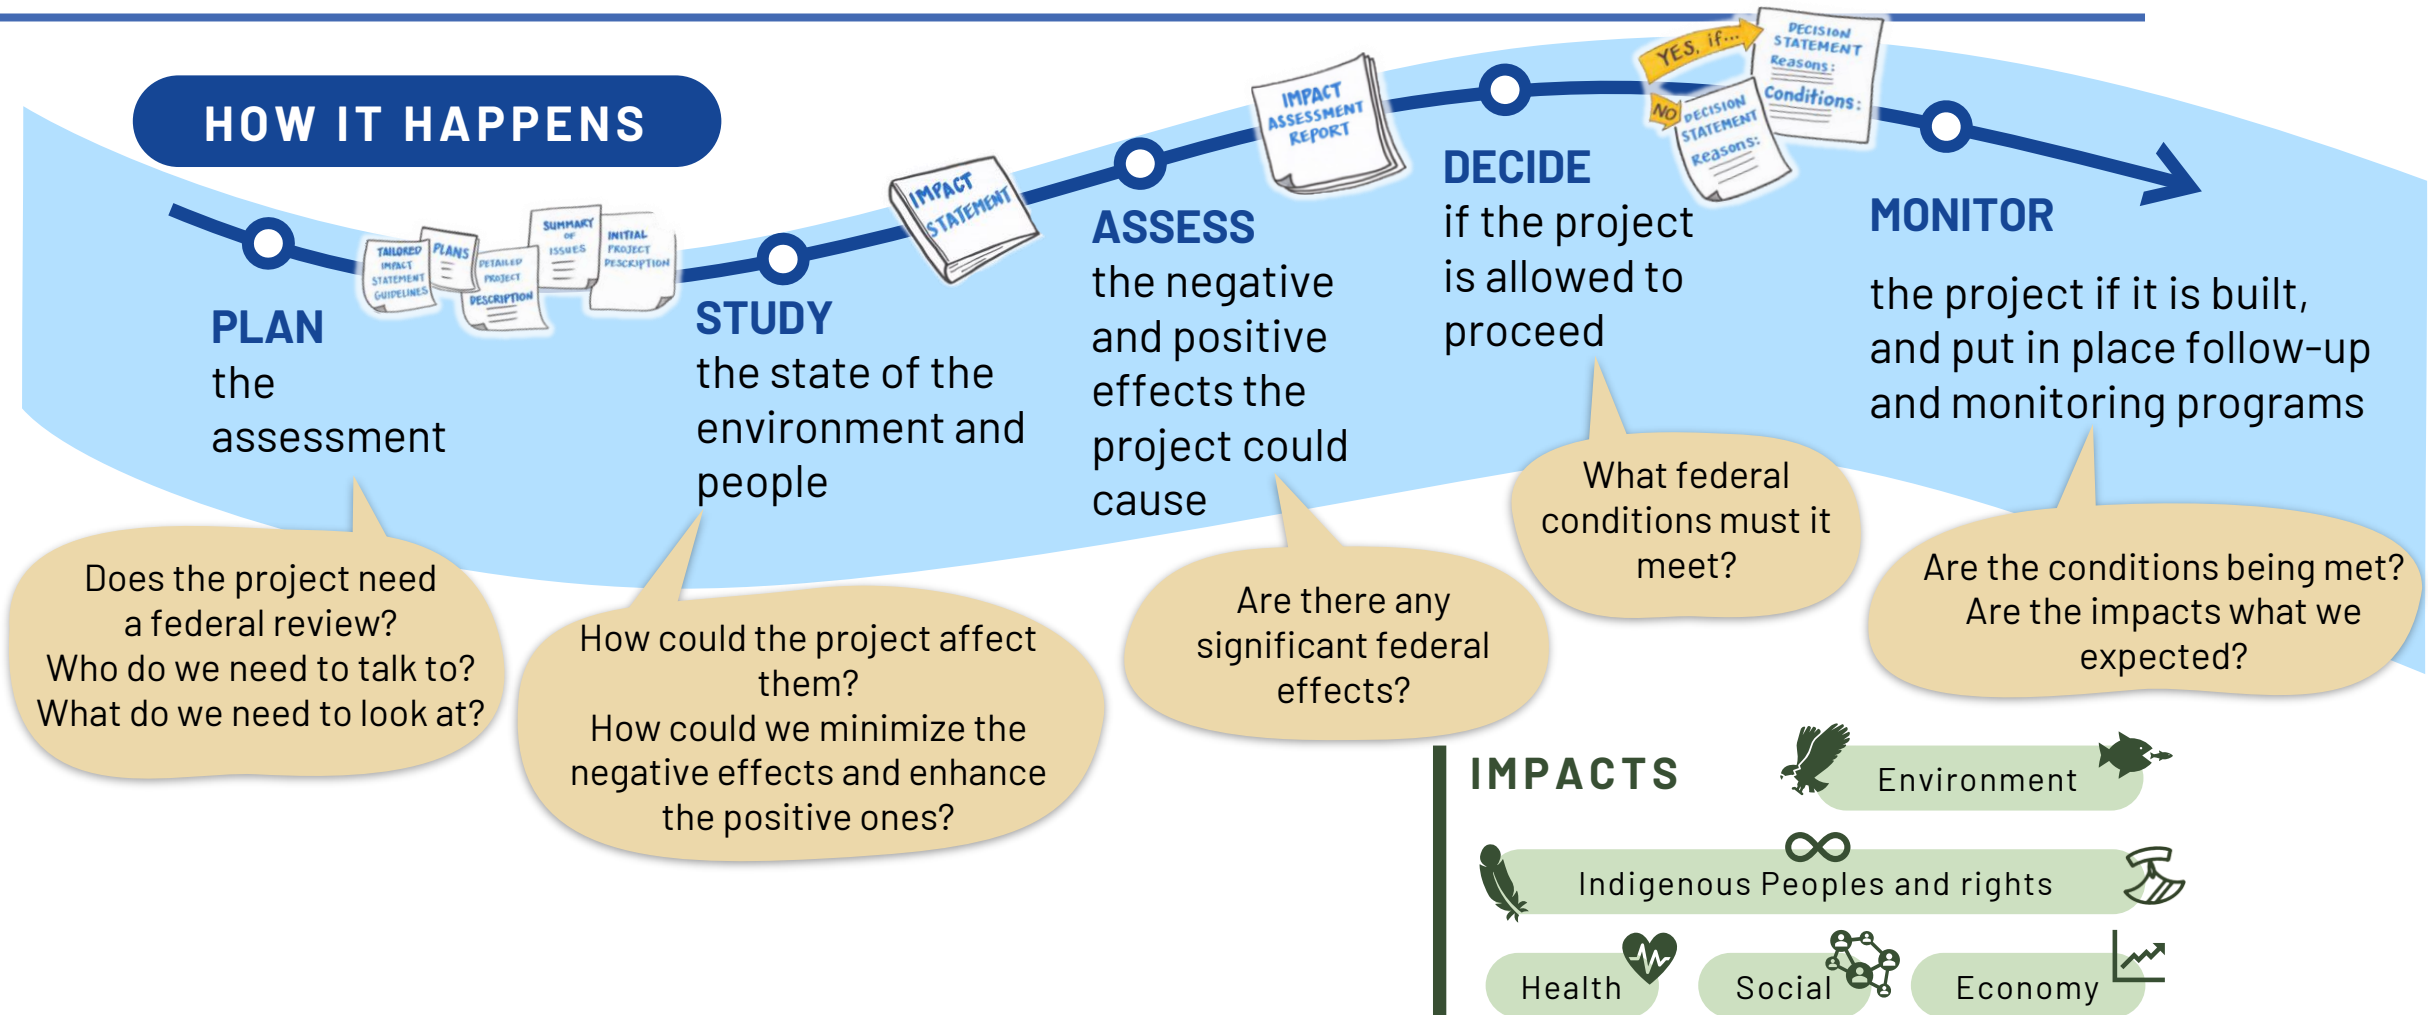 HOW IT HAPPENS
PLAN
the
assessment
TAILORED
IMPACT
STATEMENT
GUIDELINES
PLANS
DETAILED
PROJECT
DESCRIPTION
SUMMARY
OF
ISSUES
INITIAL
PROJECT
DESCRIPTION
Does the project need
a federal review?
Who do we need to talk to?
What do we need to look at?
STUDY
the state of the
environment and
people
IMPACT
STATEMENT
How could the project affect
them?
How could we minimize the
negative effects and enhance
the positive ones?
ASSESS
the negative
and positive
effects the
project could
cause
IMPACT
ASSESSMENT
REPORT
Are there any
significant federal
effects?
DECIDE
if the project
is allowed to
proceed
YES, if...
DECISION
STATEMENT
Reasons:
Conditions:
NO
DECISION
STATEMENT
Reasons:
What federal
conditions must it
meet?
MONITOR
the project if it is built,
and put in place follow-up
and monitoring programs
Are the conditions being met?
Are the impacts what we
expected?
IMPACTS
Environment
Indigenous Peoples and rights
Health
Social
Economy